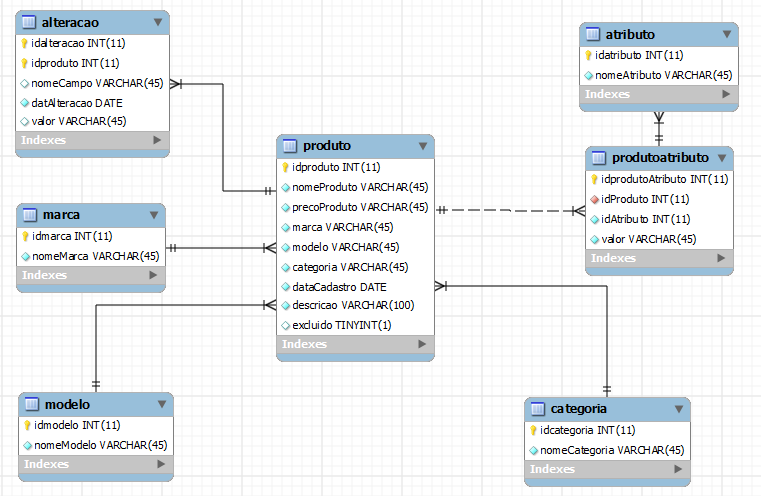 alteracao
idalteracao INT(11)
idproduto INT(11)
nomeCampo VARCHAR(45)
datAlteracao DATE
valor VARCHAR(45)
Indexes
marca
idmarca INT(11)
nomeMarca VARCHAR(45)
Indexes
modelo
idmodelo INT(11)
nomeModelo VARCHAR(45)
Indexes
produto
idproduto INT(11)
nomeProduto VARCHAR(45)
precoProduto VARCHAR(45)
marca VARCHAR(45)
modelo VARCHAR(45)
categoria VARCHAR(45)
dataCadastro DATE
descricao VARCHAR(100)
excluido TINYINT(1)
Indexes
atributo
idatributo INT(11)
nomeAtributo VARCHAR(45)
Indexes
produtoatributo
idprodutoAtributo INT(11)
idProduto INT(11)
idAtributo INT(11)
valor VARCHAR(45)
Indexes
categoria
idcategoria INT(11)
nomeCategoria VARCHAR(45)
Indexes